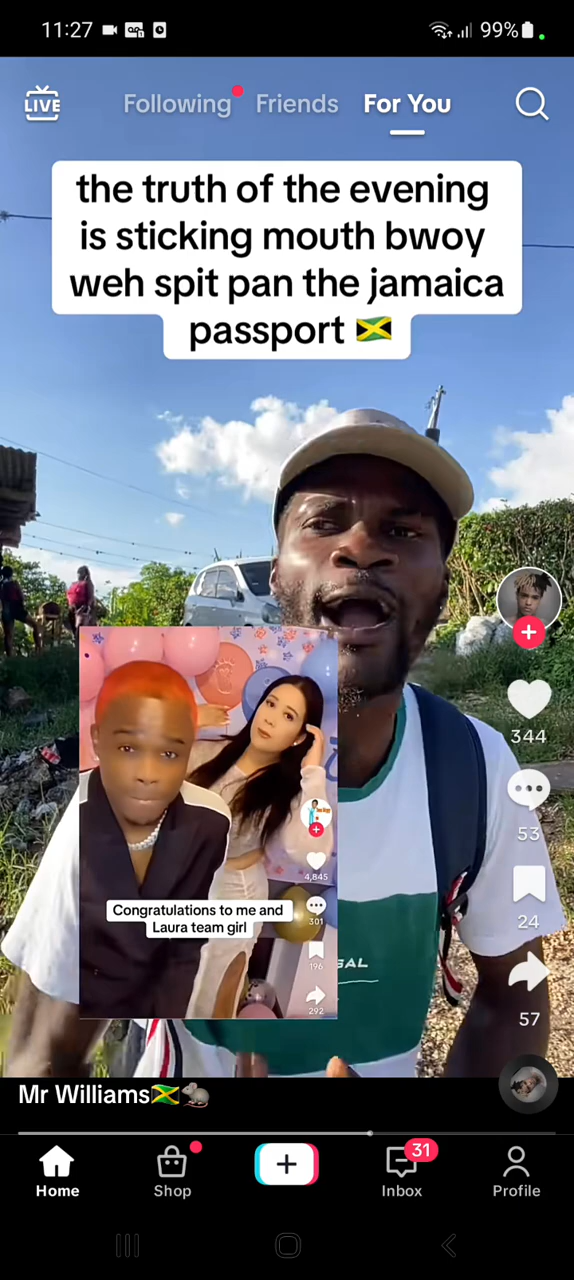 11:27
99%
LIVE
Following
Friends
For You
the truth of the evening
is sticking mouth bwoy
weh spit pan the jamaica
passport 🇯🇲
344
53
24
57
4,845
301
196
292
Congratulations to me and
Laura team girl
Mr Williams🇯🇲🐁
Home
Shop
31
Inbox
Profile